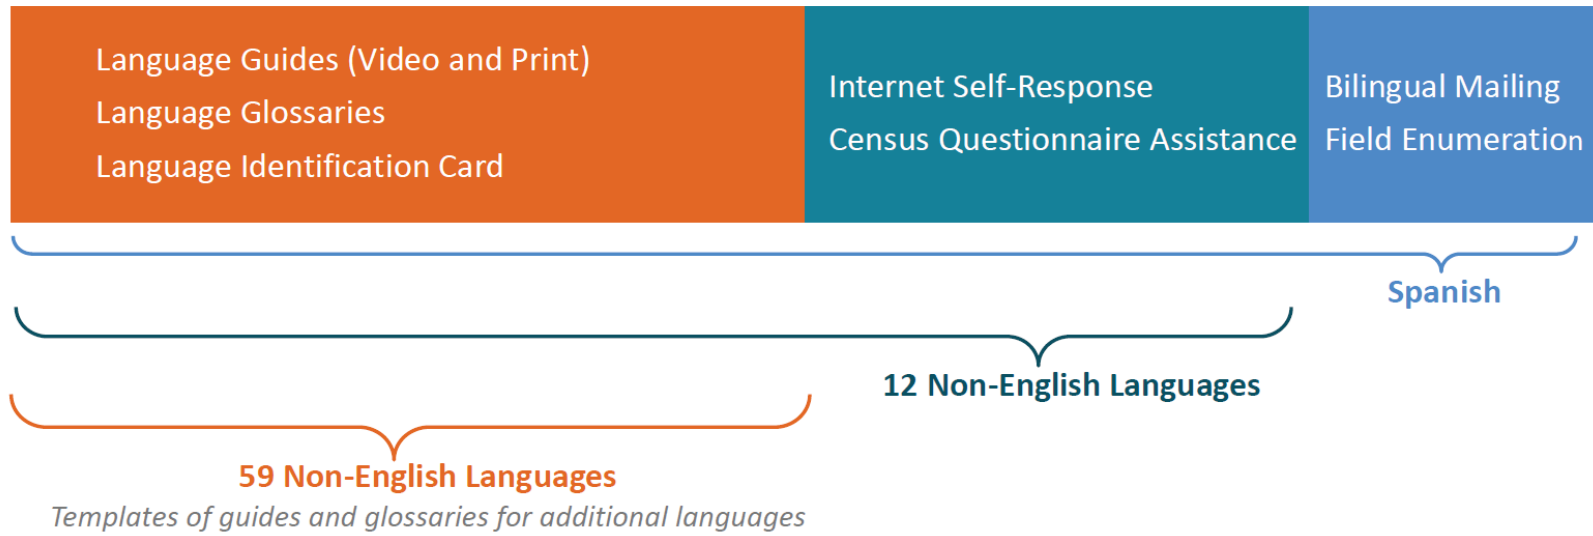 Language Guides (Video and Print)
Language Glossaries
Language Identification Card
Internet Self-Response
Census Questionnaire Assistance
Bilingual Mailing
Field Enumeration
Spanish
12 Non-English Languages
59 Non-English Languages
Templates of guides and glossaries for additional languages